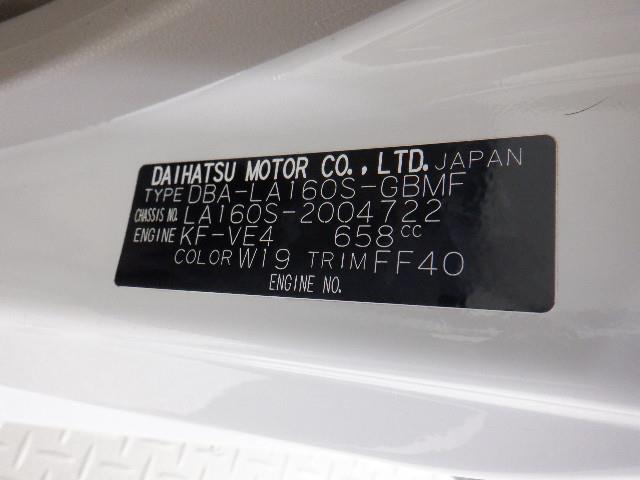 DAIHATSU MOTOR CO., LTD. JAPAN
TYPE DBA-LA160S-GBMF
CHASSIS NO. LA160S-2004722
ENGINE KF-VE4 658cc
COLOR W19 TRIM FF40
ENGINE NO.